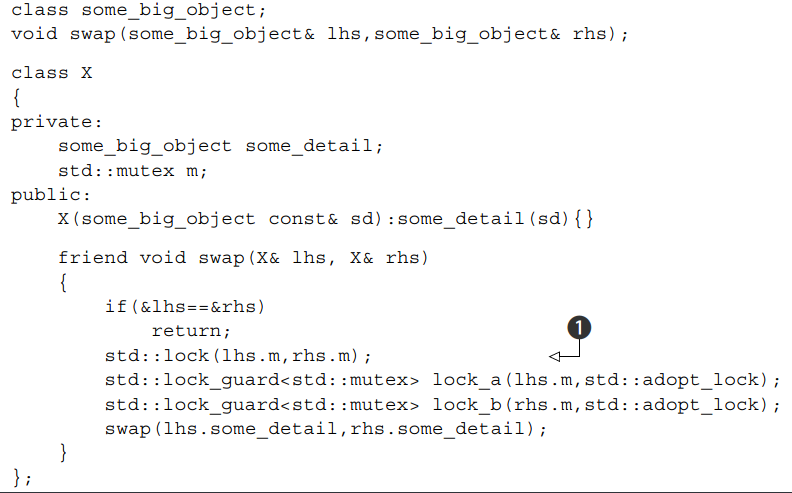 class some_big_object;
void swap(some_big_object& lhs,some_big_object& rhs);
class X
{
private:
    some_big_object some_detail;
    std::mutex m;
public:
    X(some_big_object const& sd):some_detail(sd){}
    friend void swap(X& lhs, X& rhs)
    {
        if(&lhs==&rhs)
            return;
1
        std::lock(lhs.m,rhs.m);
        std::lock_guard<std::mutex> lock_a(lhs.m,std::adopt_lock);
        std::lock_guard<std::mutex> lock_b(rhs.m,std::adopt_lock);
        swap(lhs.some_detail,rhs.some_detail);
    }
};